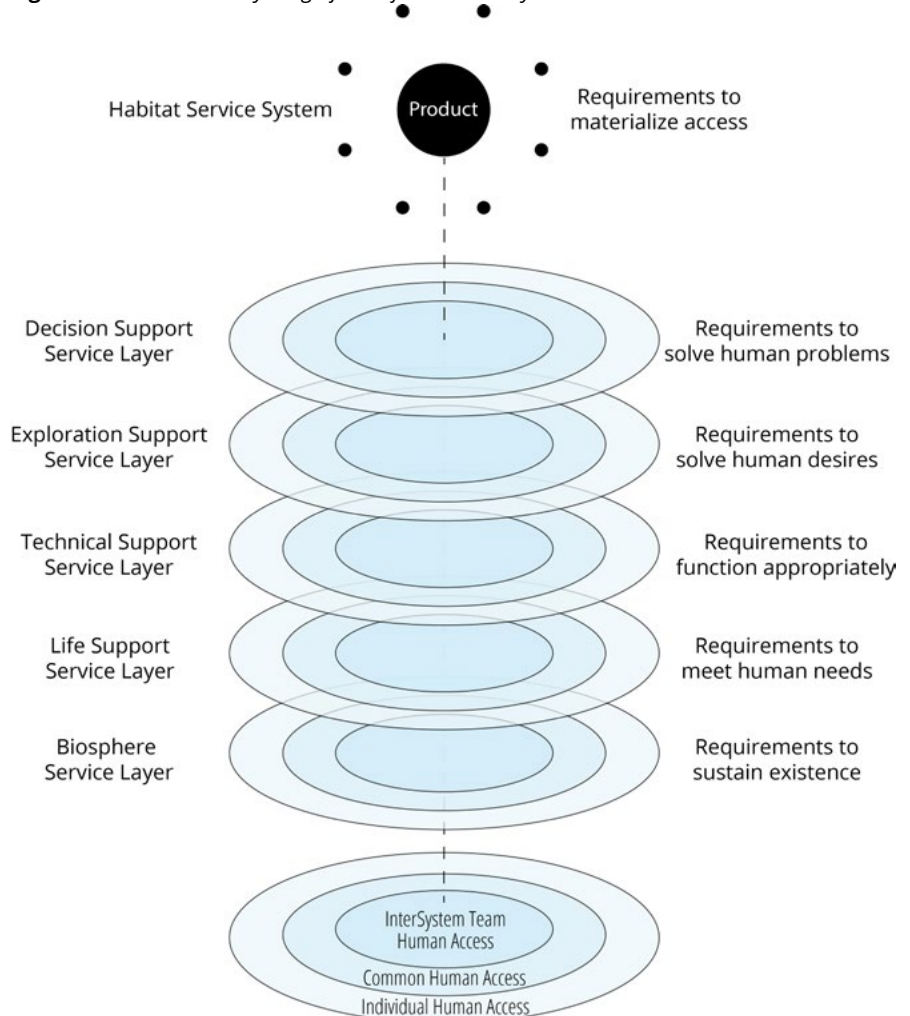 Habitat Service System
Product
Requirements to
materialize access
Decision Support
Service Layer
Requirements to
solve human problems
Exploration Support
Service Layer
Requirements to
solve human desires
Technical Support
Service Layer
Requirements to
function appropriately
Life Support
Service Layer
Requirements to
meet human needs
Biosphere
Service Layer
Requirements to
sustain existence
InterSystem Team
Human Access
Common Human Access
Individual Human Access